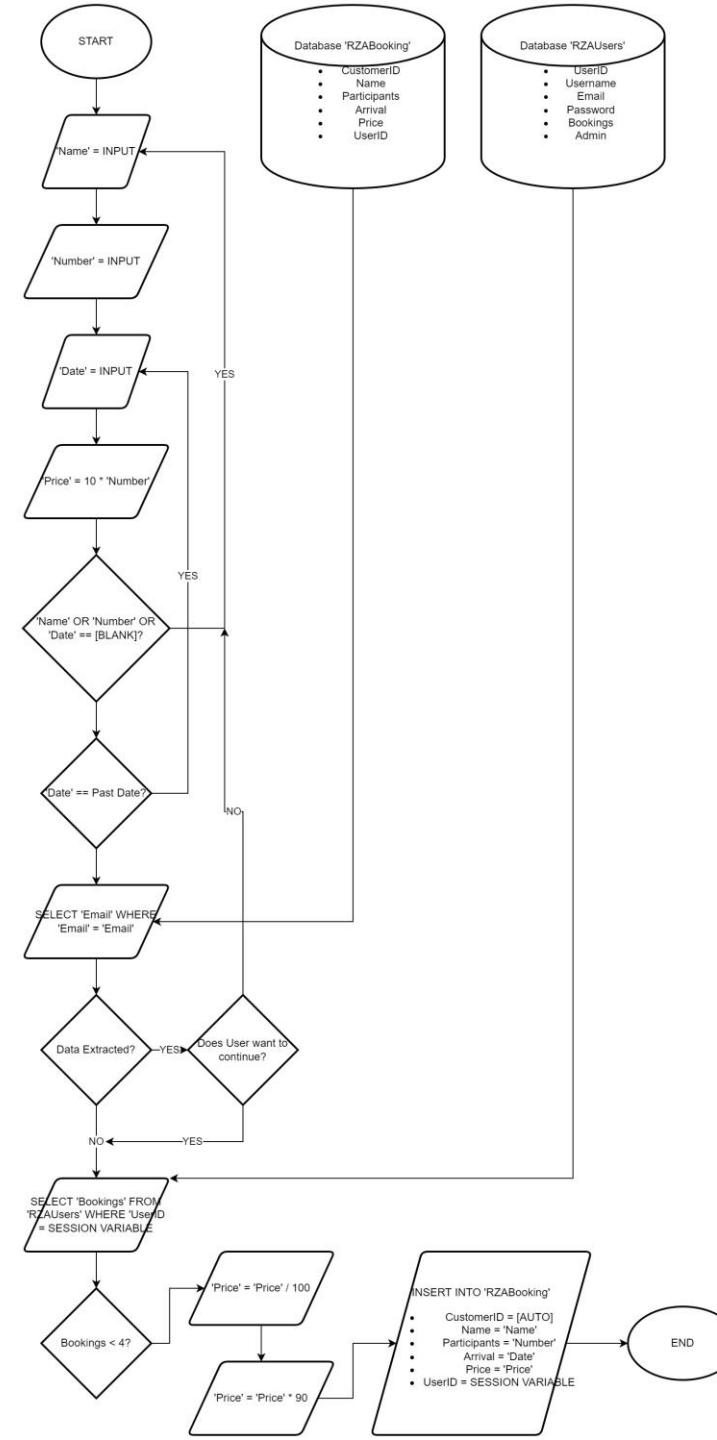 START
Database 'RZABooking'
CustomerID
Name
Participants
Arrival
Price
UserID
Database 'RZAUsers'
UserID
Username
Email
Password
Bookings
Admin
'Name' = INPUT
'Number' = INPUT
'Date' = INPUT
YES
'Price' = 10 * 'Number'
YES
'Name' OR 'Number' OR
'Date' == [BLANK]?
'Date' == Past Date?
NO
SELECT 'Email' WHERE
'Email' = 'Email'
Data Extracted?
YES
Does User want to
continue?
NO
YES
SELECT 'Bookings' FROM
'RZAUsers' WHERE 'UserID
= SESSION VARIABLE
Bookings < 4?
'Price' = 'Price' / 100
'Price' = 'Price' * 90
INSERT INTO 'RZABooking'
CustomerID = [AUTO]
Name = 'Name'
Participants = 'Number'
Arrival = 'Date'
Price = 'Price'
UserID = SESSION VARIABLE
END